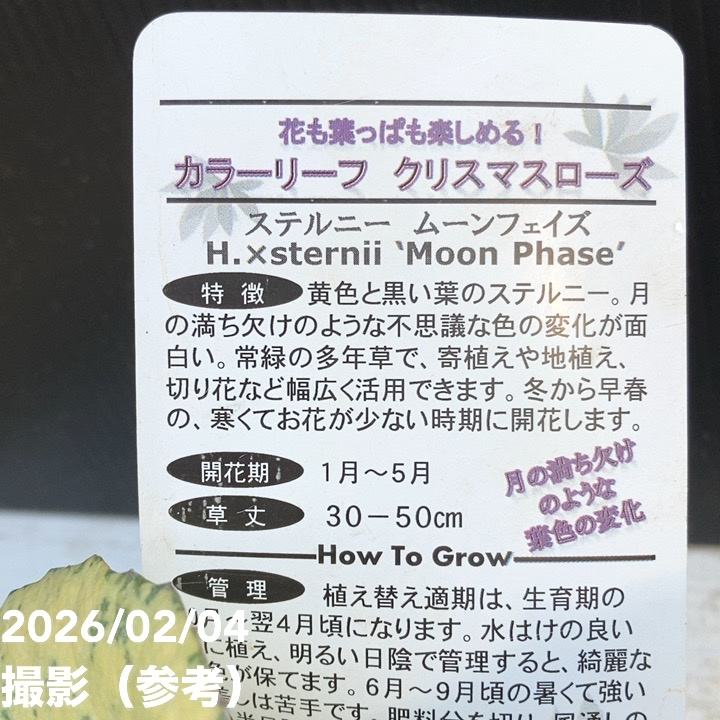 花も葉っぱも楽しめる！
カラーリーフ クリスマスローズ
ステルニー ムーンフェイズ
H.×sternii ‘Moon Phase’
特徴 黄色と黒い葉のステルニー。月
の満ち欠けのような不思議な色の変化が面
白い。常緑の多年草で、寄植えや地植え、
切り花など幅広く活用できます。冬から早春
の、寒くてお花が少ない時期に開花します。
開花期 1月～5月
草丈 30－50cm
月の満ち欠け
のような
葉色の変化
How To Grow
管理 植え替え適期は、生育期の
翌4月頃になります。水はけの良い
に植え、明るい日陰で管理すると、綺麗な
が保てます。6月～9月頃の暑くて強い
しは苦手です。肥料分を切り、風通しの
2026/02/04
撮影（参考）